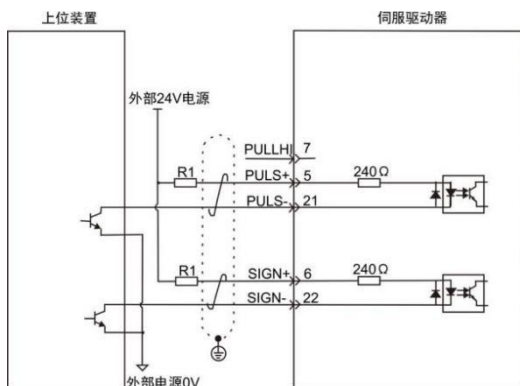 上位装置
伺服驱动器
外部24V电源
PULLHI 7
R1 PULS+ 5 240Ω
PULS- 21
R1 SIGN+ 6 240Ω
SIGN- 22
外部电源0V